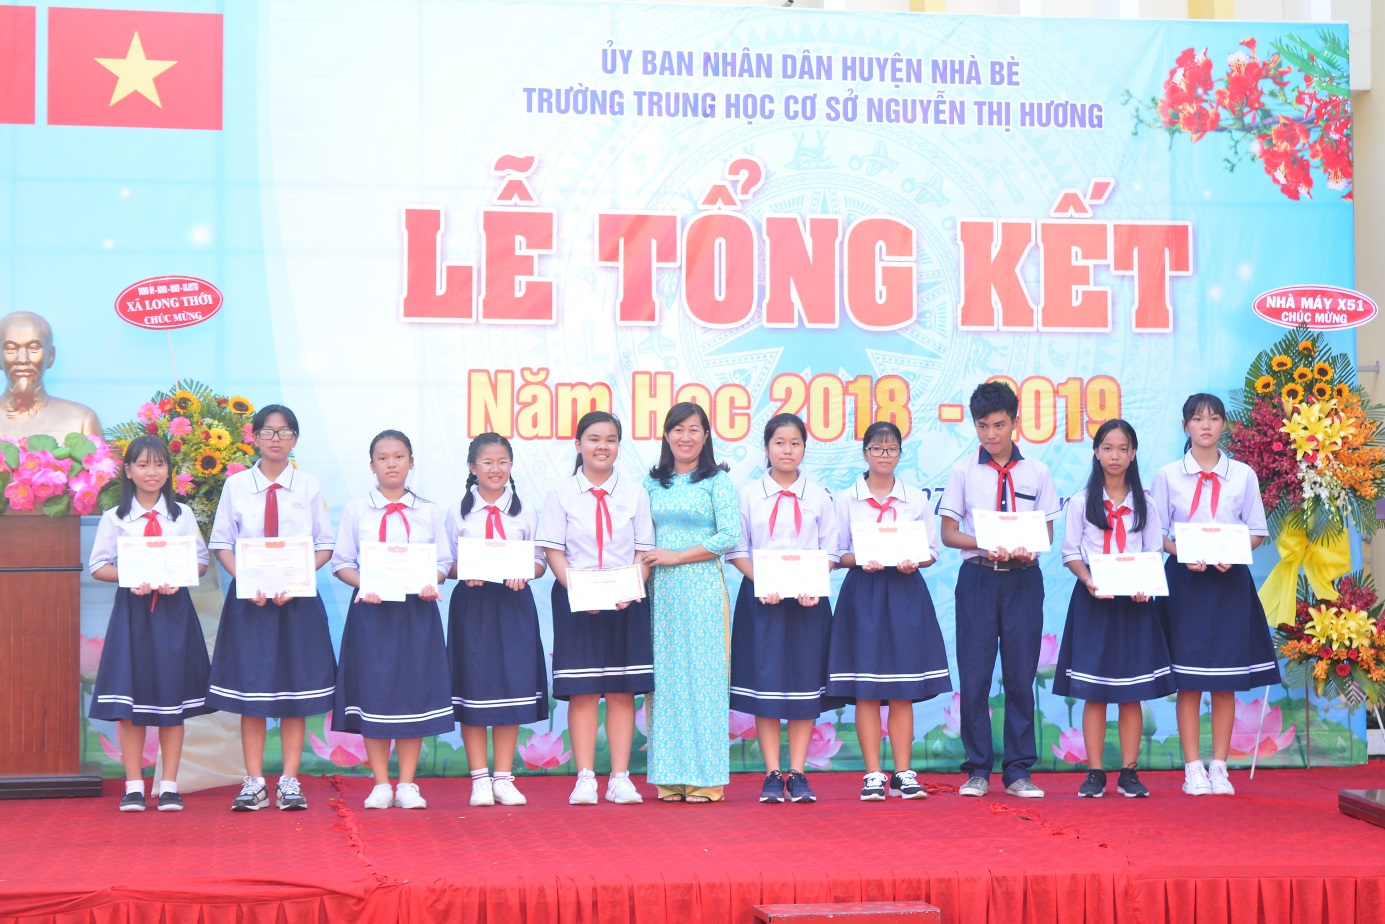 ỦY BAN NHÂN DÂN HUYỆN NHÀ BÈ
TRƯỜNG TRUNG HỌC CƠ SỞ NGUYỄN THỊ HƯƠNG
LỄ TỔNG KẾT
Năm Học 2018 - 2019
XÃ LONG THỚI
CHÚC MỪNG
NHÀ MÁY X51
CHÚC MỪNG